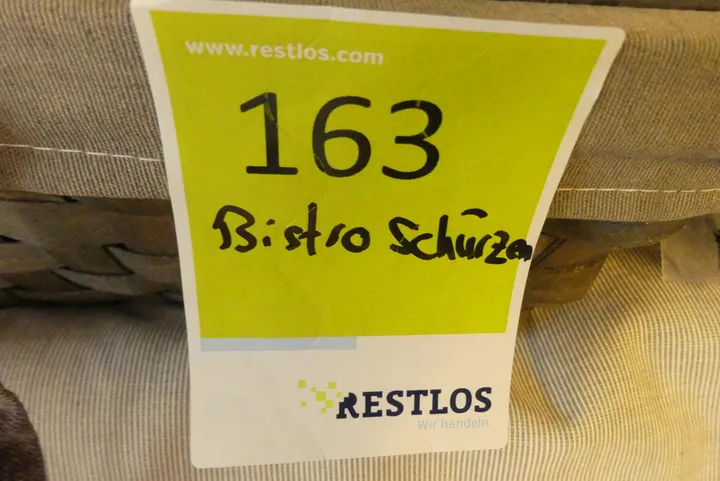 www.restlos.com
163
Bistro Schürzen
RESTLOS
Wir handeln.